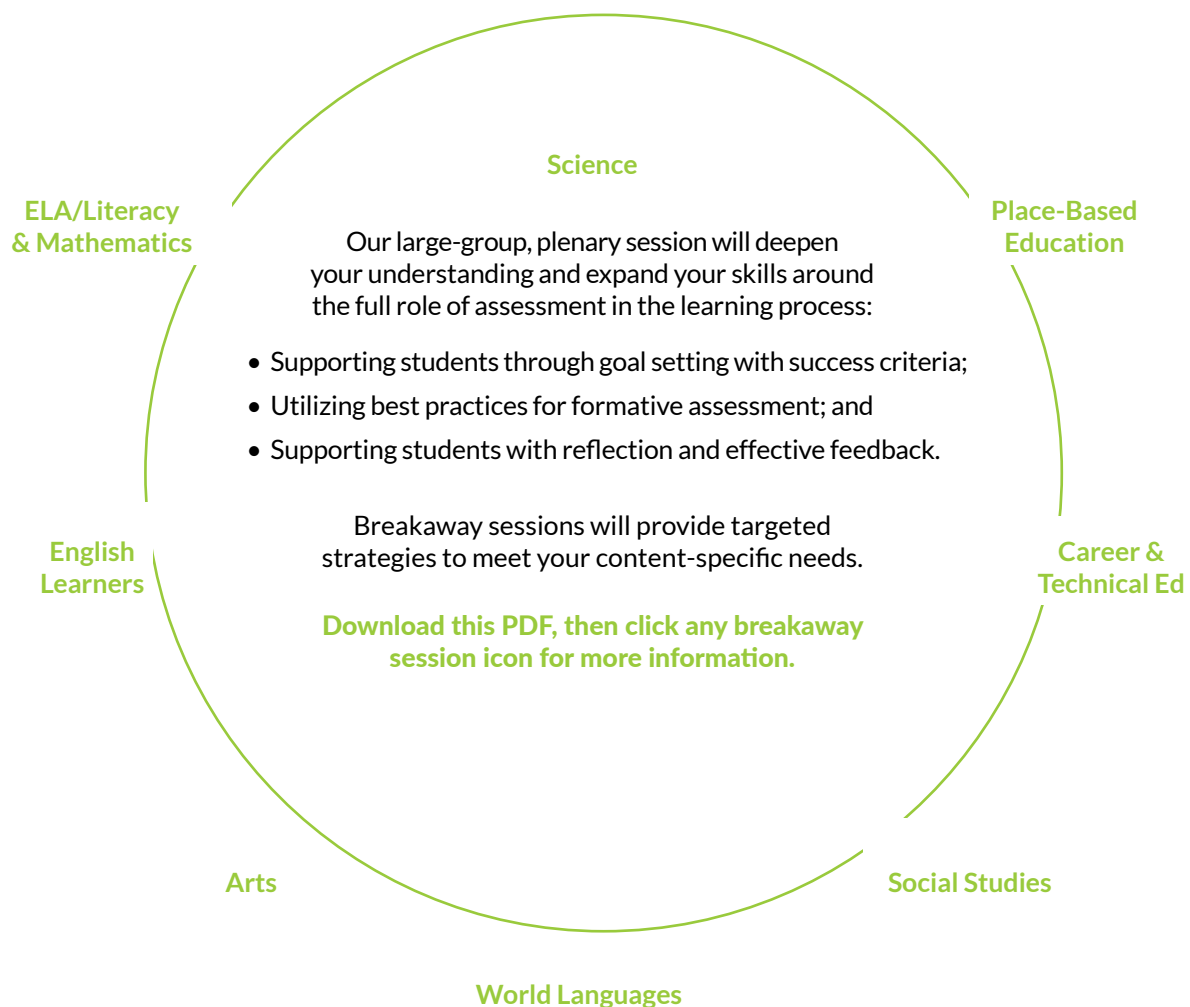 Science
ELA/Literacy
& Mathematics
Place-Based
Education
Our large-group, plenary session will deepen
your understanding and expand your skills around
the full role of assessment in the learning process:
• Supporting students through goal setting with success criteria;
• Utilizing best practices for formative assessment; and
• Supporting students with reflection and effective feedback.
Breakaway sessions will provide targeted
strategies to meet your content-specific needs.
English
Learners
Career &
Technical Ed
Download this PDF, then click any breakaway
session icon for more information.
Arts
Social Studies
World Languages